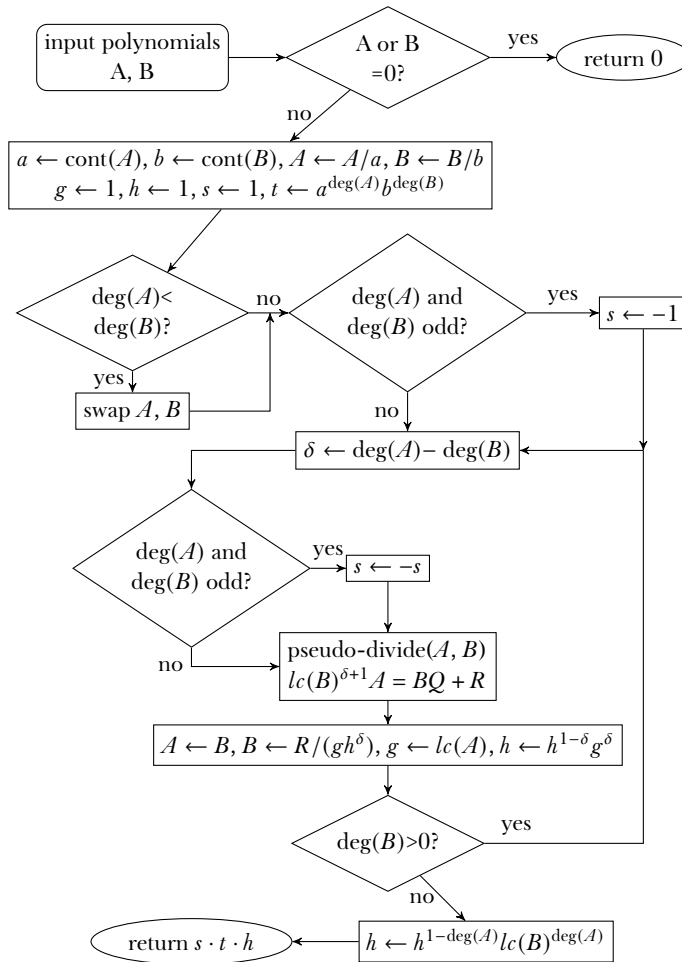 input polynomials
A, B
A or B
=0?
yes
return 0
no
a ← cont(A), b ← cont(B), A ← A/a, B ← B/b
g ← 1, h ← 1, s ← 1, t ← a^{deg(A)}b^{deg(B)}
deg(A)<
deg(B)?
no
deg(A) and
deg(B) odd?
yes
s ← −1
yes
swap A, B
no
δ ← deg(A)− deg(B)
deg(A) and
deg(B) odd?
yes
s ← −s
no
pseudo-divide(A, B)
lc(B)^{δ+1}A = BQ + R
A ← B, B ← R/(gh^δ), g ← lc(A), h ← h^{1−δ}g^δ
deg(B)>0?
yes
no
h ← h^{1−deg(A)}lc(B)^{deg(A)}
return s · t · h